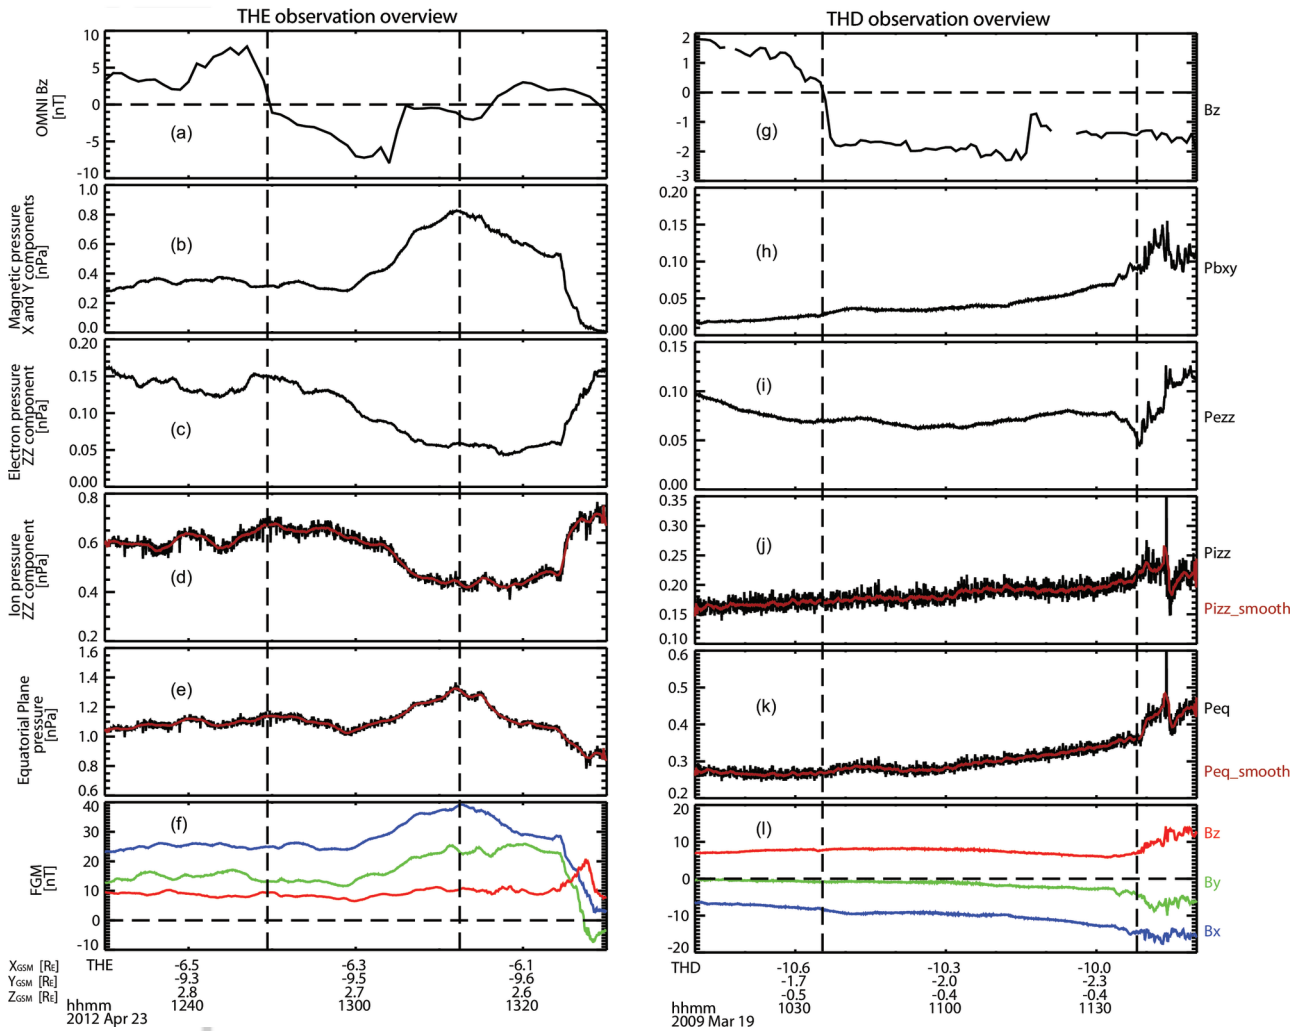 THE observation overview
OMNI Bz
[nT]
10
5
0
-5
-10
(a)
Magnetic pressure
X and Y components
[nPa]
1.0
0.8
0.6
0.4
0.2
0.0
(b)
Electron pressure
ZZ component
[nPa]
0.20
0.15
0.10
0.05
0.00
(c)
Ion pressure
ZZ component
[nPa]
0.8
0.6
0.4
0.2
(d)
Equatorial Plane
pressure
[nPa]
1.6
1.4
1.2
1.0
0.8
0.6
(e)
FGM
[nT]
40
30
20
10
0
-10
(f)
XGSM [RE] THE -6.5 -6.3 -6.1
YGSM [RE] -9.3 -9.5 -9.6
ZGSM [RE] 2.8 2.7 2.6
hhmm 1240 1300 1320
2012 Apr 23
THD observation overview
2
1
0
-1
-2
-3
(g)
Bz
0.20
0.15
0.10
0.05
0.00
(h)
Pbxy
0.15
0.10
0.05
0.00
(i)
Pezz
0.35
0.30
0.25
0.20
0.15
0.10
(j)
Pizz
Pizz_smooth
0.6
0.5
0.4
0.3
0.2
(k)
Peq
Peq_smooth
20
10
0
-10
-20
(l)
Bz
By
Bx
THD -10.6 -10.3 -10.0
-1.7 -2.0 -2.3
-0.5 -0.4 -0.4
hhmm 1030 1100 1130
2009 Mar 19